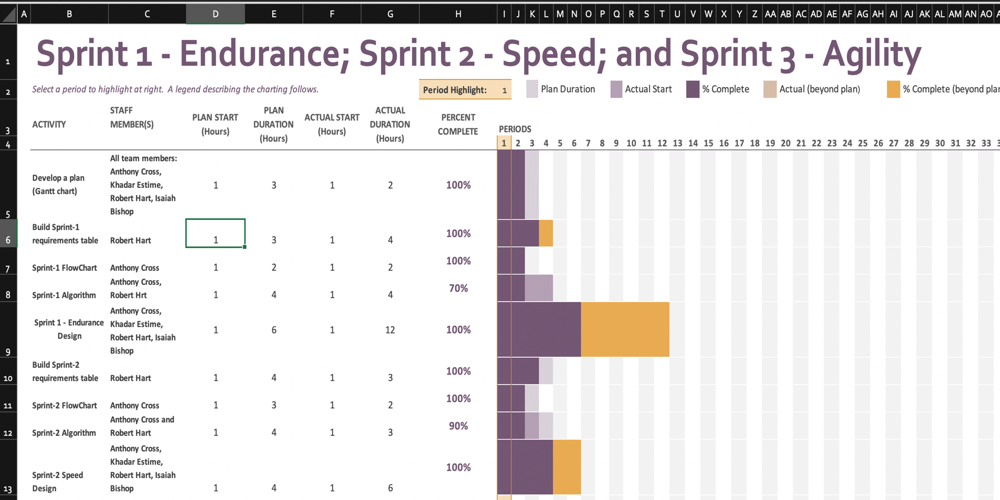 A B C D E F G H I J K L M N O P Q R S T U V W X Y Z AA AB AC AD AE AF AG AH AI AJ AK AL AM AN AO
1 Sprint 1 - Endurance; Sprint 2 - Speed; and Sprint 3 - Agility
2 Select a period to highlight at right. A legend describing the charting follows. Period Highlight: 1 Plan Duration Actual Start % Complete Actual (beyond plan) % Complete (beyond plan
3 ACTIVITY
STAFF
MEMBER(S)
PLAN START
(Hours)
PLAN
DURATION
(Hours)
ACTUAL START
(Hours)
ACTUAL
DURATION
(Hours)
PERCENT
COMPLETE
PERIODS
4 1 2 3 4 5 6 7 8 9 10 11 12 13 14 15 16 17 18 19 20 21 22 23 24 25 26 27 28 29 30 31 32 33
5 Develop a plan
(Gantt chart)
All team members:
Anthony Cross,
Khadar Estime,
Robert Hart, Isaiah
Bishop
1 3 1 2 100%
6 Build Sprint-1
requirements table
Robert Hart 1 3 1 4 100%
7 Sprint-1 FlowChart Anthony Cross 1 2 1 2 100%
8 Sprint-1 Algorithm
Anthony Cross,
Robert Hrt
1 4 1 4 70%
9 Sprint 1 - Endurance
Design
Anthony Cross,
Khadar Estime,
Robert Hart, Isaiah
Bishop
1 6 1 12 100%
10 Build Sprint-2
requirements table
Robert Hart 1 4 1 3 100%
11 Sprint-2 FlowChart Anthony Cross 1 3 1 2 100%
12 Sprint-2 Algorithm
Anthony Cross and
Robert Hart
1 4 1 3 90%
13 Sprint-2 Speed
Design
Anthony Cross,
Khadar Estime,
Robert Hart, Isaiah
Bishop
1 4 1 6 100%